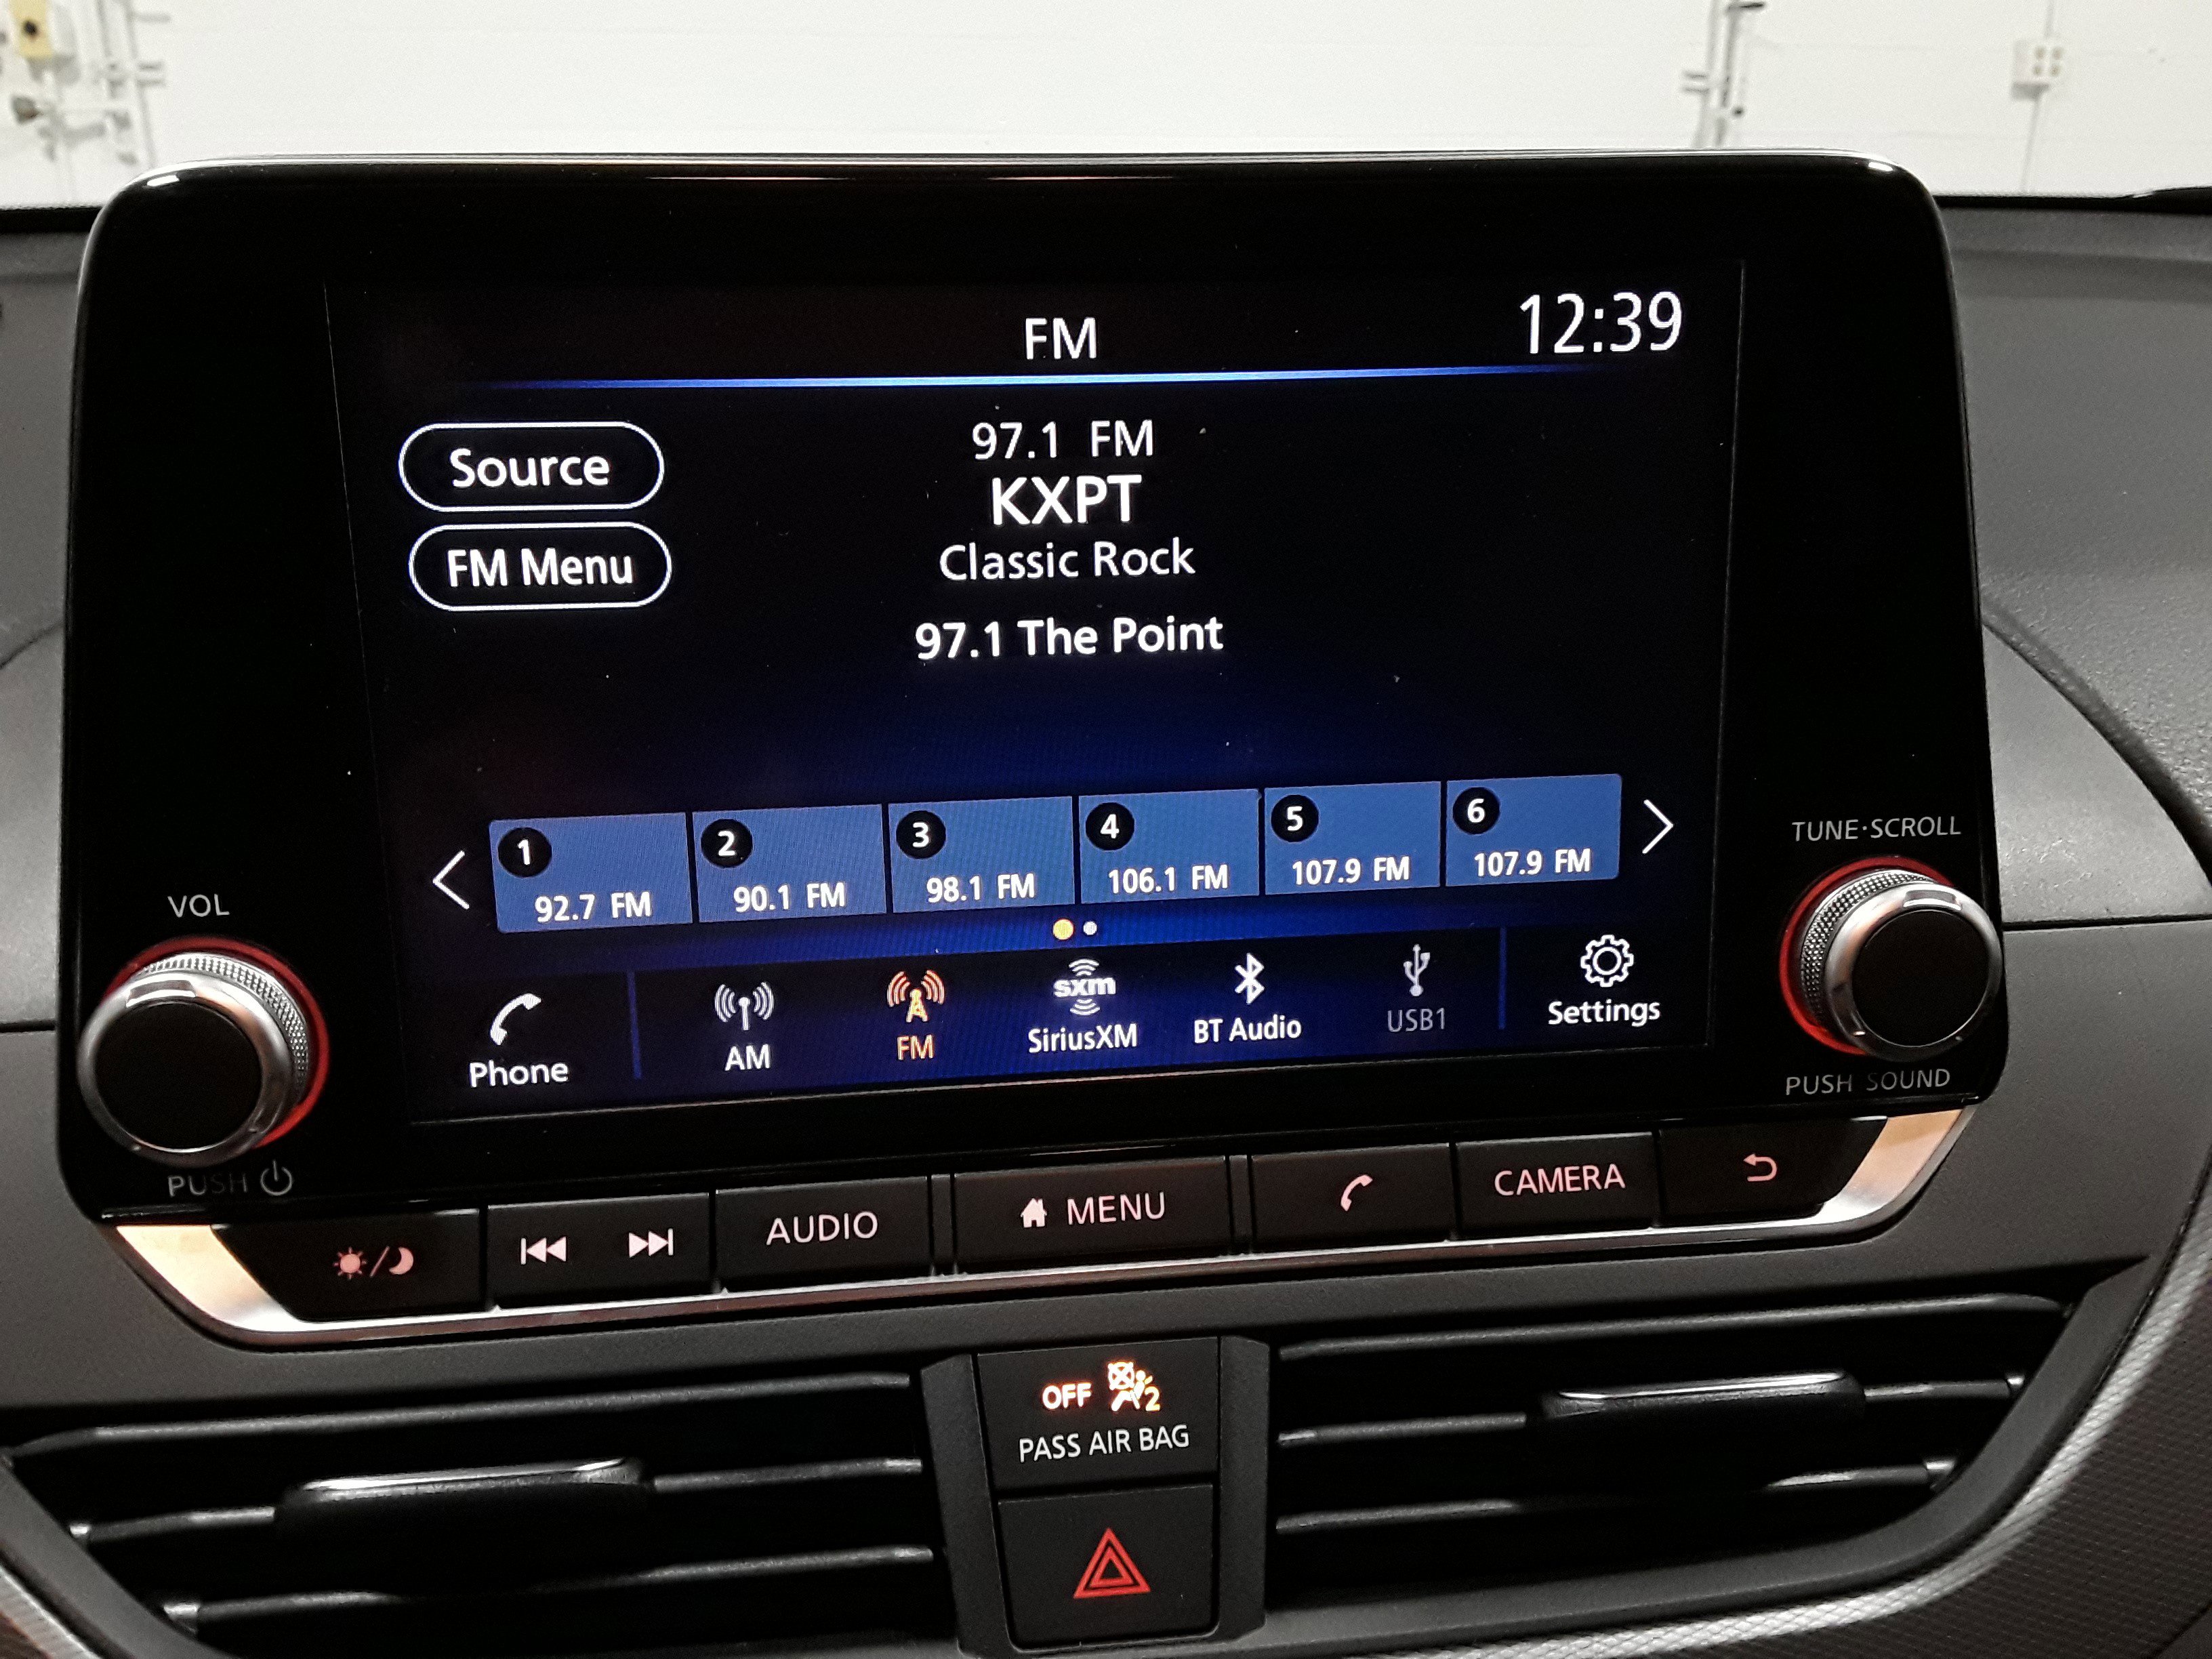 FM
12:39
Source
FM Menu
97.1 FM
KXPT
Classic Rock
97.1 The Point
1
92.7 FM
2
90.1 FM
3
98.1 FM
4
106.1 FM
5
107.9 FM
6
107.9 FM
Phone
AM
FM
sxm
SiriusXM
BT Audio
USB1
Settings
VOL
PUSH
TUNE·SCROLL
PUSH SOUND
AUDIO
MENU
CAMERA
OFF
2
PASS AIR BAG